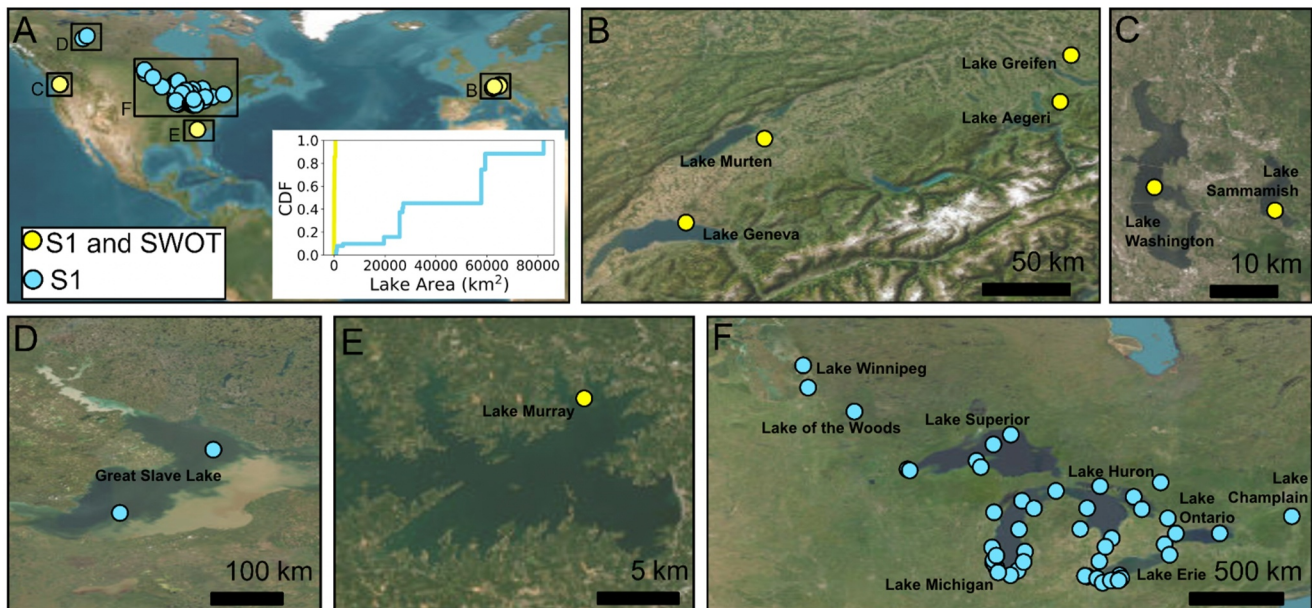 A
D
C
F
B
E
1.0
0.8
0.6
0.4
0.2
0.0
CDF
0
20000
40000
60000
80000
Lake Area (km²)
S1 and SWOT
S1
B
Lake Greifen
Lake Aegeri
Lake Murten
Lake Geneva
50 km
C
Lake
Sammamish
Lake
Washington
10 km
D
Great Slave Lake
100 km
E
Lake Murray
5 km
F
Lake Winnipeg
Lake of the Woods
Lake Superior
Lake Huron
Lake
Champlain
Lake
Ontario
Lake Michigan
Lake Erie
500 km